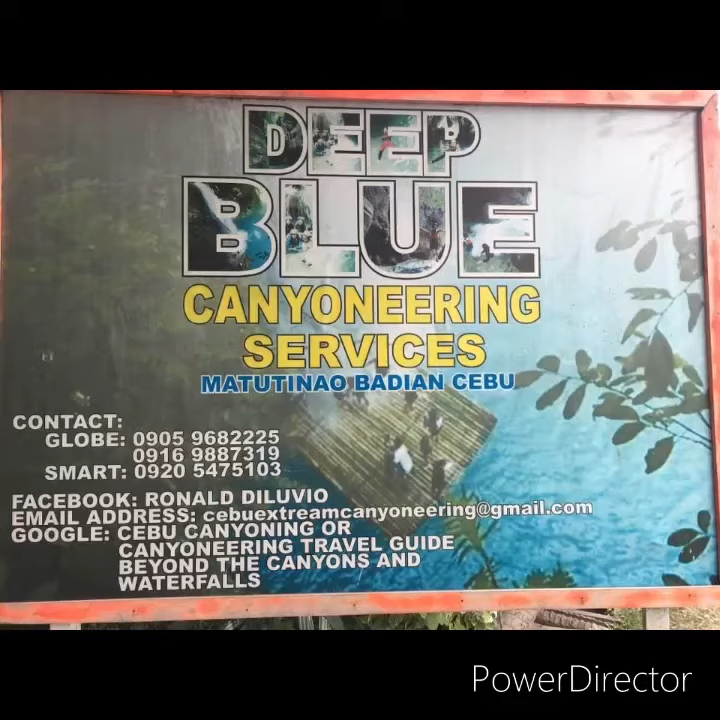 DEEP
BLUE
CANYONEERING
SERVICES
MATUTINAO BADIAN CEBU
CONTACT:
GLOBE: 0905 9682225
0916 9887319
SMART: 0920 5475103
FACEBOOK: RONALD DILUVIO
EMAIL ADDRESS: cebuextreamcanyoneering@gmail.com
GOOGLE: CEBU CANYONING OR
CANYONEERING TRAVEL GUIDE
BEYOND THE CANYONS AND
WATERFALLS
PowerDirector